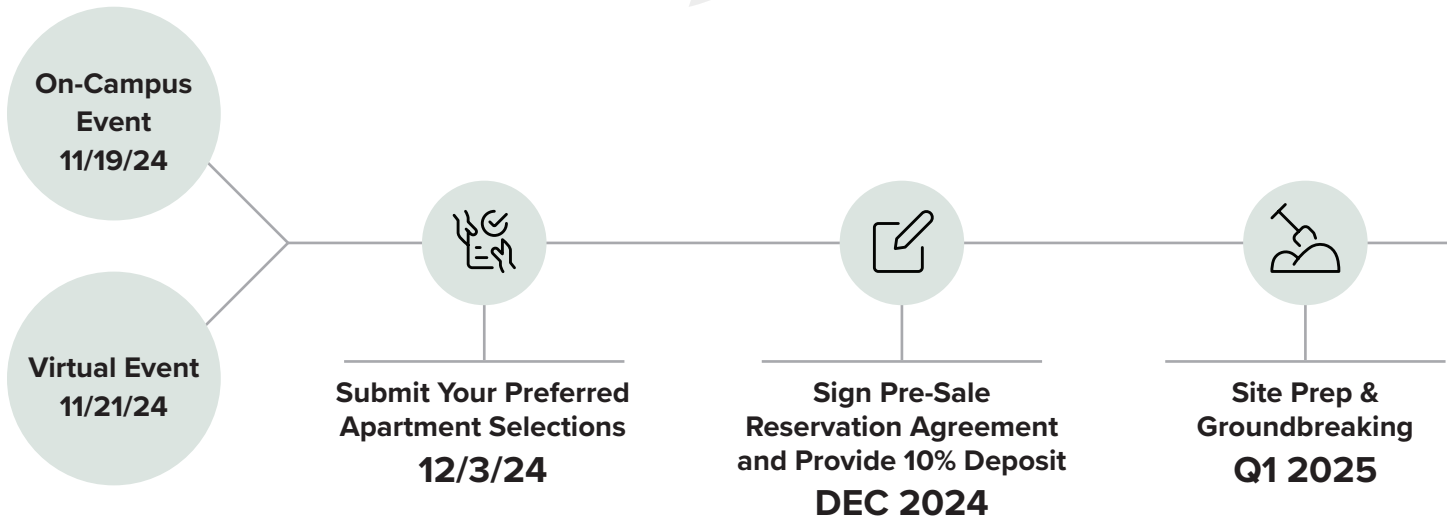 On-Campus
Event
11/19/24
Virtual Event
11/21/24
Submit Your Preferred
Apartment Selections
12/3/24
Sign Pre-Sale
Reservation Agreement
and Provide 10% Deposit
DEC 2024
Site Prep &
Groundbreaking
Q1 2025